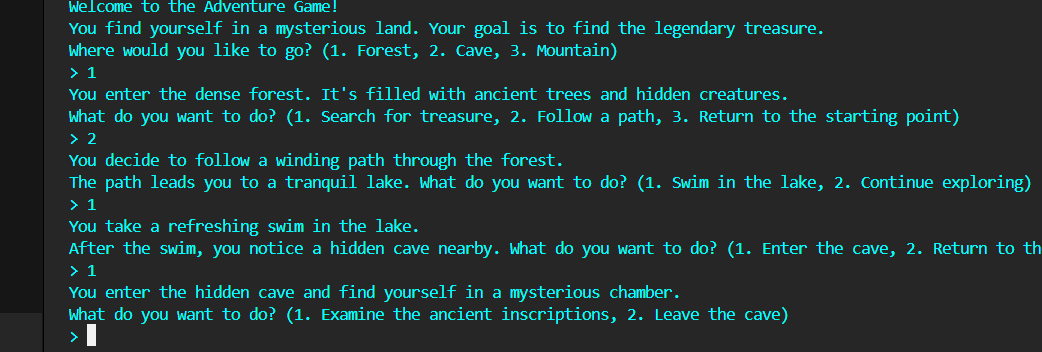 Welcome to the Adventure Game!
You find yourself in a mysterious land. Your goal is to find the legendary treasure.
Where would you like to go? (1. Forest, 2. Cave, 3. Mountain)
> 1
You enter the dense forest. It's filled with ancient trees and hidden creatures.
What do you want to do? (1. Search for treasure, 2. Follow a path, 3. Return to the starting point)
> 2
You decide to follow a winding path through the forest.
The path leads you to a tranquil lake. What do you want to do? (1. Swim in the lake, 2. Continue exploring)
> 1
You take a refreshing swim in the lake.
After the swim, you notice a hidden cave nearby. What do you want to do? (1. Enter the cave, 2. Return to th
> 1
You enter the hidden cave and find yourself in a mysterious chamber.
What do you want to do? (1. Examine the ancient inscriptions, 2. Leave the cave)
>